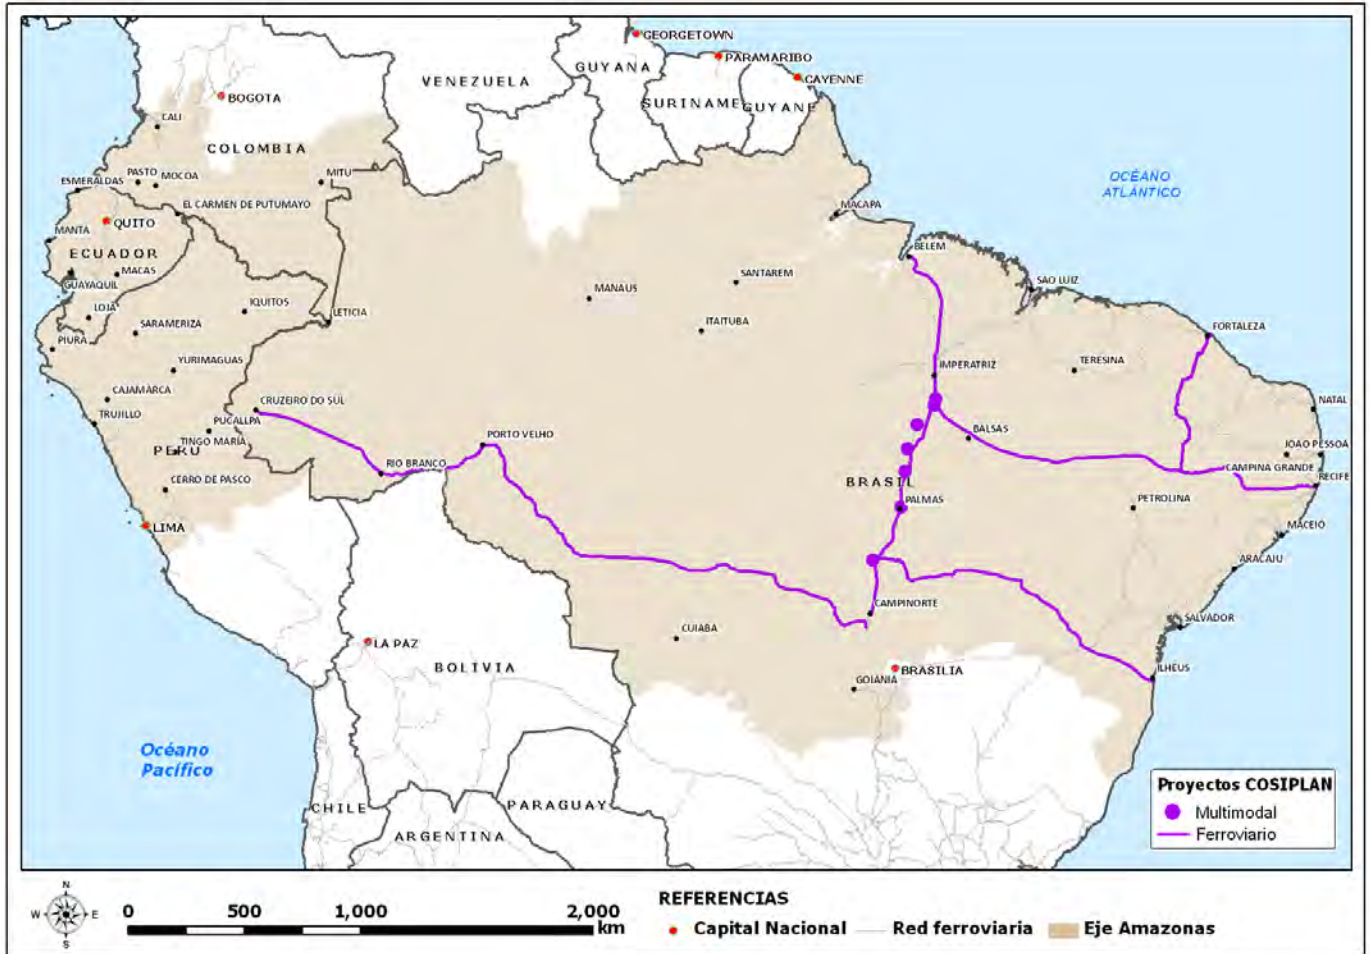 GEORGETOWN
PARAMARIBO
CAYENNE
VENEZUELA
GUYANA
SURINAME
GUYANE
BOGOTA
CALI
COLOMBIA
PASTO
MOCOA
MITU
ESMERALDAS
EL CARMEN DE PUTUMAYO
QUITO
MANTA
ECUADOR
MACAS
GUAYAQUIL
LOJA
IQUITOS
LETICIA
SARAMERIZA
PIURA
YURIMAGUAS
CAJAMARCA
TRUJILLO
CRUZEIRO DO SUL
PUCALLPA
TINGO MARIA
PERU
CERRO DE PASCO
LIMA
RIO BRANCO
PORTO VELHO
OCÉANO
ATLÁNTICO
MACAPA
BELEM
SANTAREM
MANAUS
ITAITUBA
SAO LUIZ
FORTALEZA
IMPERATRIZ
TERESINA
NATAL
BALSAS
JOAO PESSOA
CAMPINA GRANDE
RECIFE
BRASIL
PALMAS
PETROLINA
MACEIO
ARACAJU
CAMPINORTE
SALVADOR
CUIABA
ILHEUS
BRASILIA
GOIANIA
LA PAZ
BOLIVIA
Océano
Pacífico
CHILE
PARAGUAY
ARGENTINA
Proyectos COSIPLAN
Multimodal
Ferroviario
N
W
E
S
0 500 1,000 2,000
km
REFERENCIAS
Capital Nacional
Red ferroviaria
Eje Amazonas